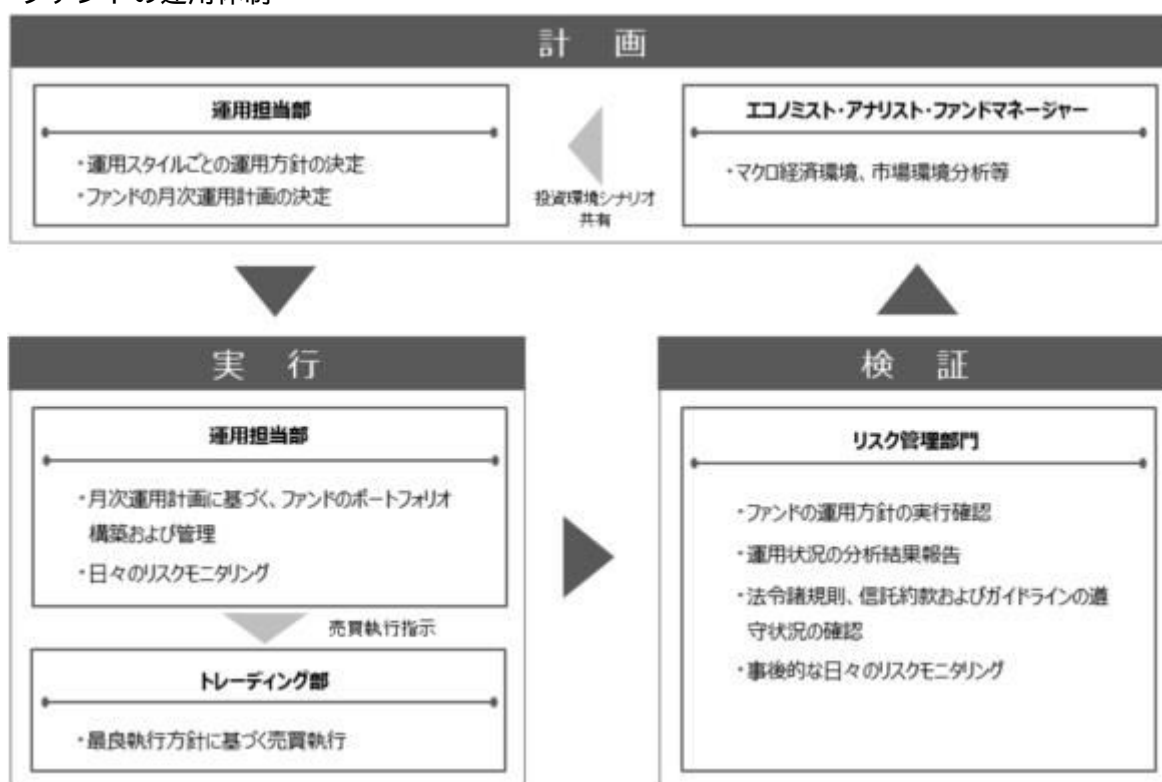 ファンドの運用体制
計 画
運用担当部
・運用スタイルごとの運用方針の決定
・ファンドの月次運用計画の決定
投資環境シナリオ
共有
エコノミスト・アナリスト・ファンドマネージャー
・マクロ経済環境、市場環境分析等
実 行
運用担当部
・月次運用計画に基づく、ファンドのポートフォリオ
構築および管理
・日々のリスクモニタリング
売買執行指示
トレーディング部
・最良執行方針に基づく売買執行
検 証
リスク管理部門
・ファンドの運用方針の実行確認
・運用状況の分析結果報告
・法令諸規則、信託約款およびガイドラインの遵
守状況の確認
・事後的な日々のリスクモニタリング